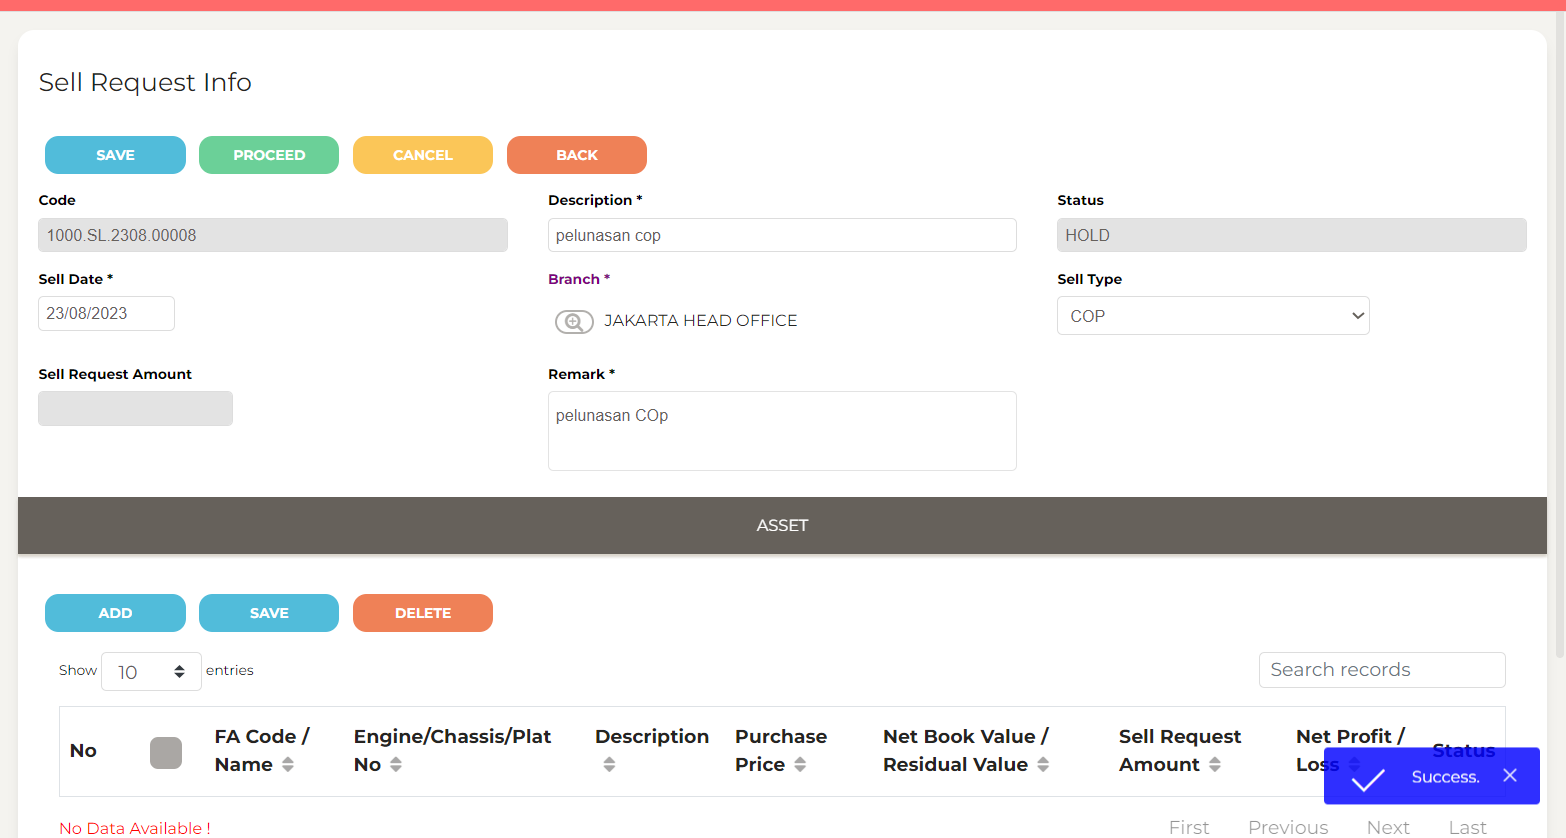 Sell Request Info
SAVE PROCEED CANCEL BACK
Code Description * Status
1000.SL.2308.00008 pelunasan cop HOLD
Sell Date * Branch * Sell Type
23/08/2023 JAKARTA HEAD OFFICE COP
Sell Request Amount Remark *
pelunasan COp
ASSET
ADD SAVE DELETE
Show 10 entries Search records
No FA Code / Name Engine/Chassis/Plat No Description Purchase Price Net Book Value / Residual Value Sell Request Amount Net Profit / Loss Status
Success.
No Data Available ! First Previous Next Last